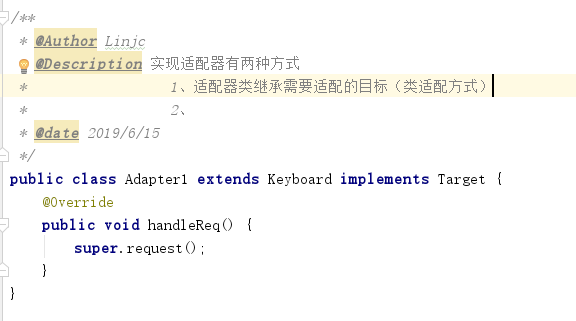 /**
* @Author Linjc
@Description 实现适配器有两种方式
* 1、适配器类继承需要适配的目标（类适配方式）
* 2、
* @date 2019/6/15
*/
public class Adapter1 extends Keyboard implements Target {
@Override
public void handleReq() {
super.request();
}
}